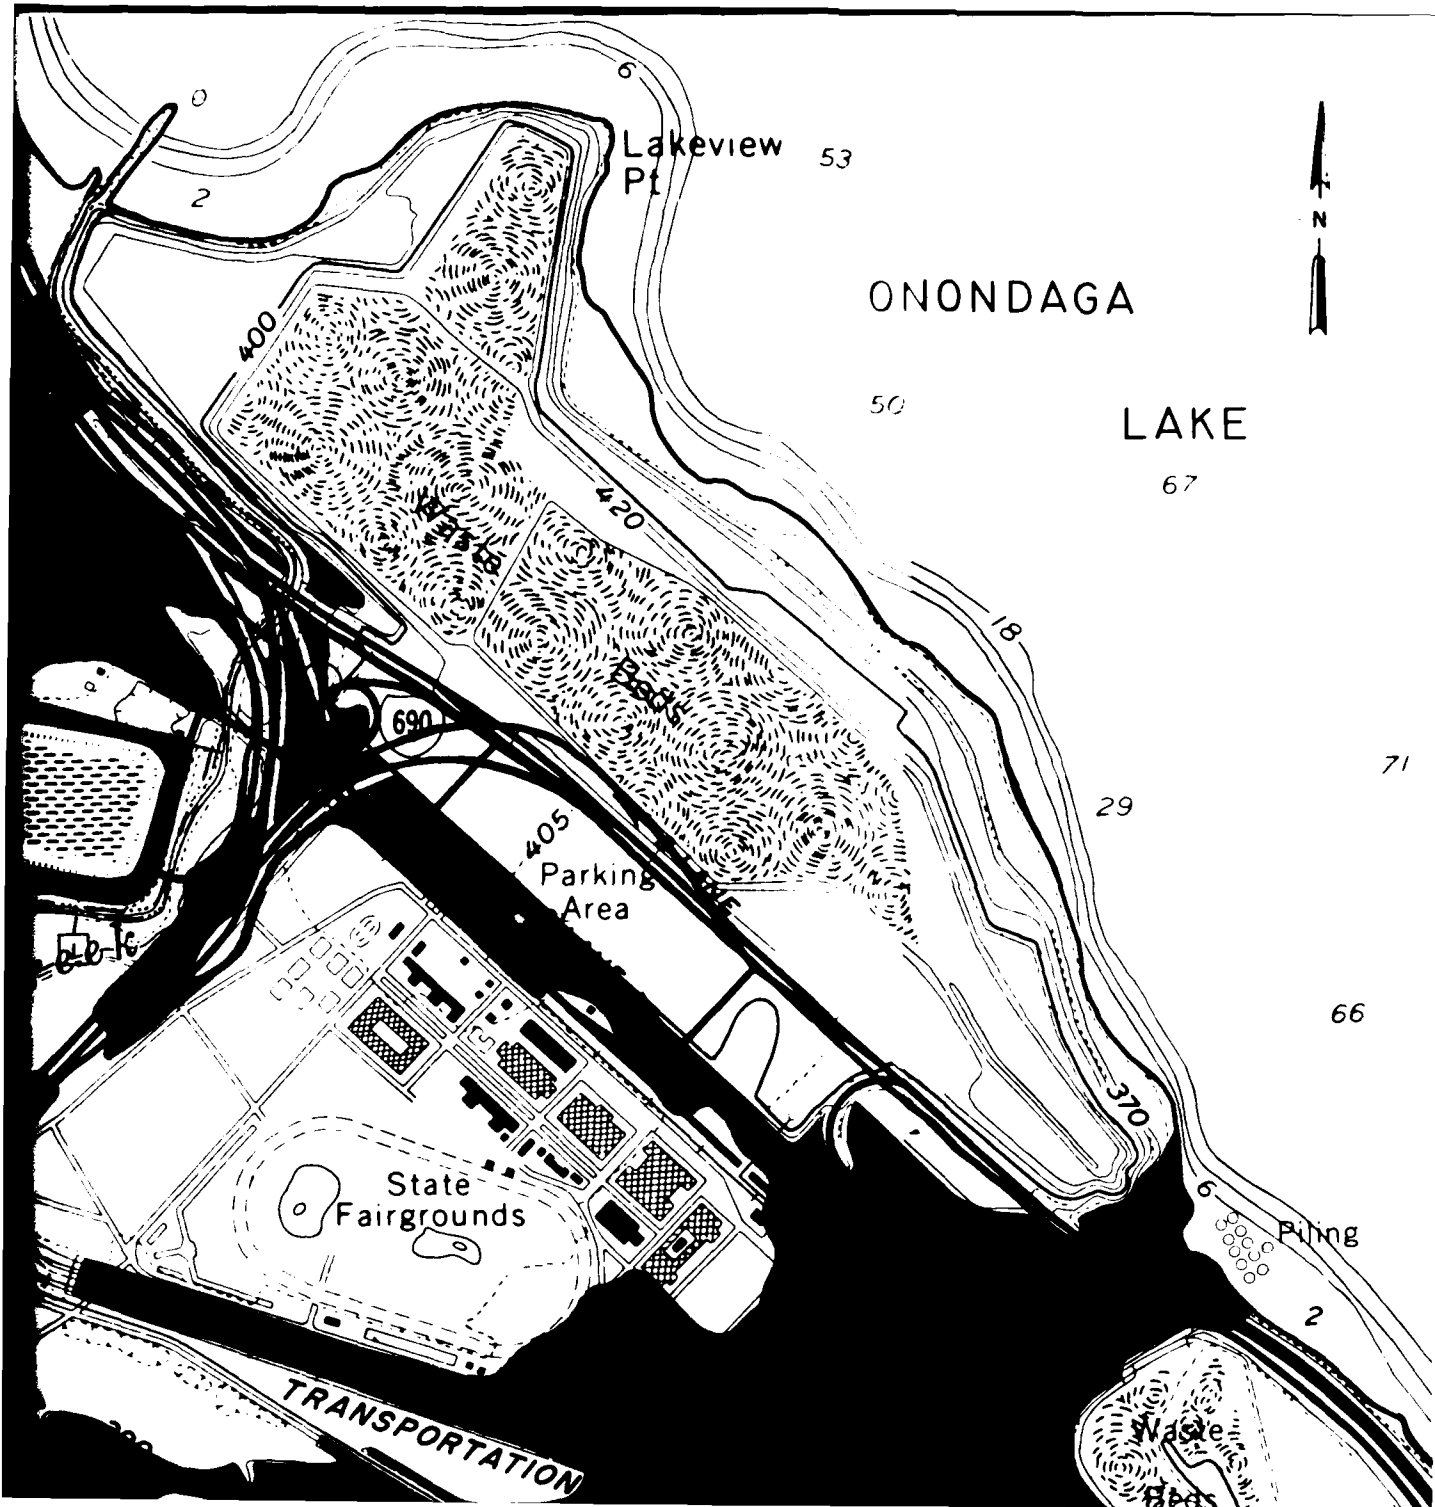 6
0
Lakeview
Pt
53
2
N
ONONDAGA
400
50
LAKE
67
420
Waste
18
Beds
690
71
29
405
Parking
Area
66
370
State
Fairgrounds
6
Piling
2
TRANSPORTATION
Waste
Beds